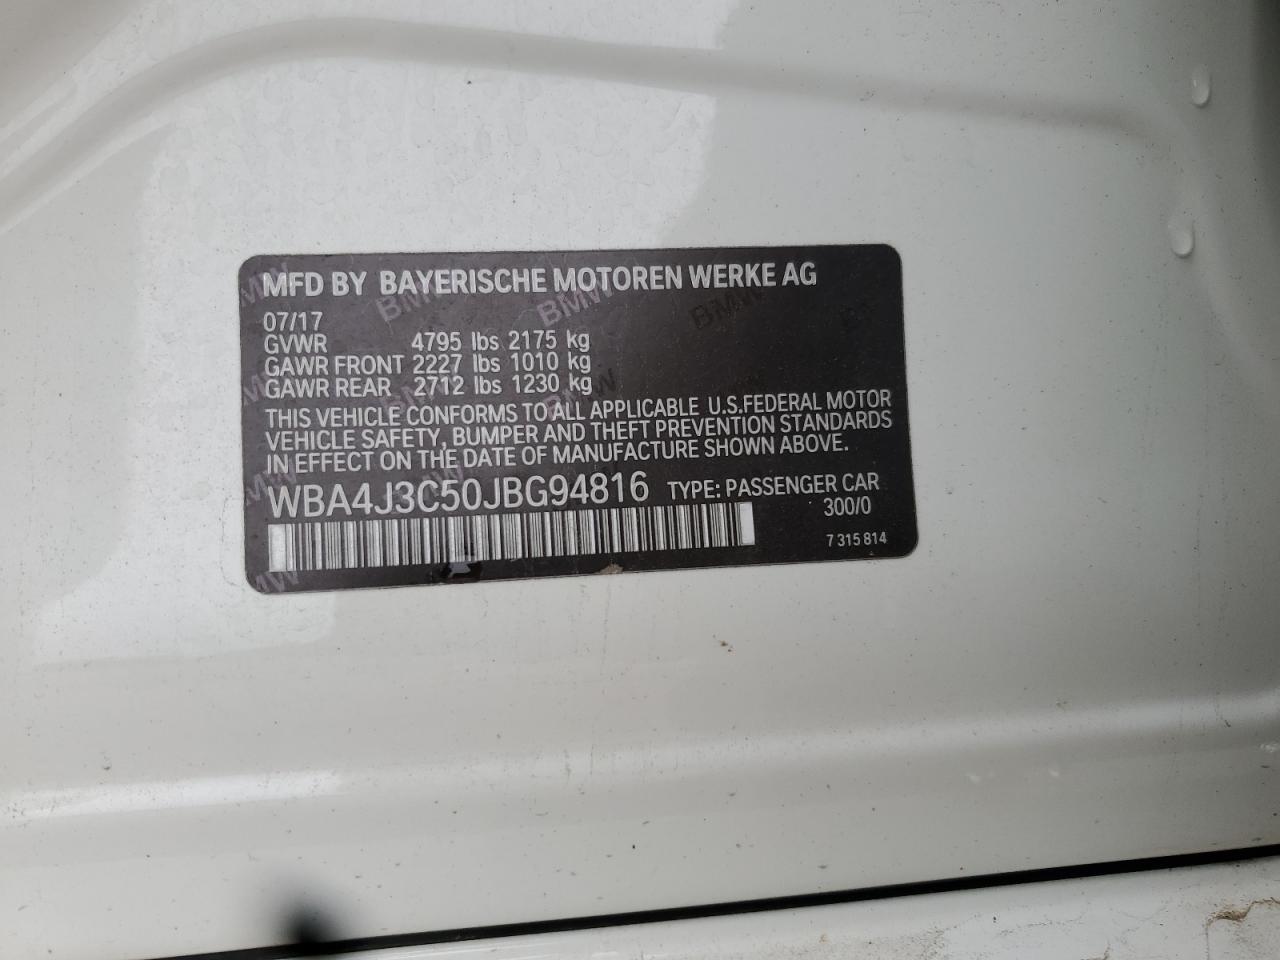 MFD BY BAYERISCHE MOTOREN WERKE AG
07/17
GVWR 4795 lbs 2175 kg
GAWR FRONT 2227 lbs 1010 kg
GAWR REAR 2712 lbs 1230 kg
THIS VEHICLE CONFORMS TO ALL APPLICABLE U.S.FEDERAL MOTOR
VEHICLE SAFETY, BUMPER AND THEFT PREVENTION STANDARDS
IN EFFECT ON THE DATE OF MANUFACTURE SHOWN ABOVE.
WBA4J3C50JBG94816 TYPE: PASSENGER CAR
300/0
7 315 814